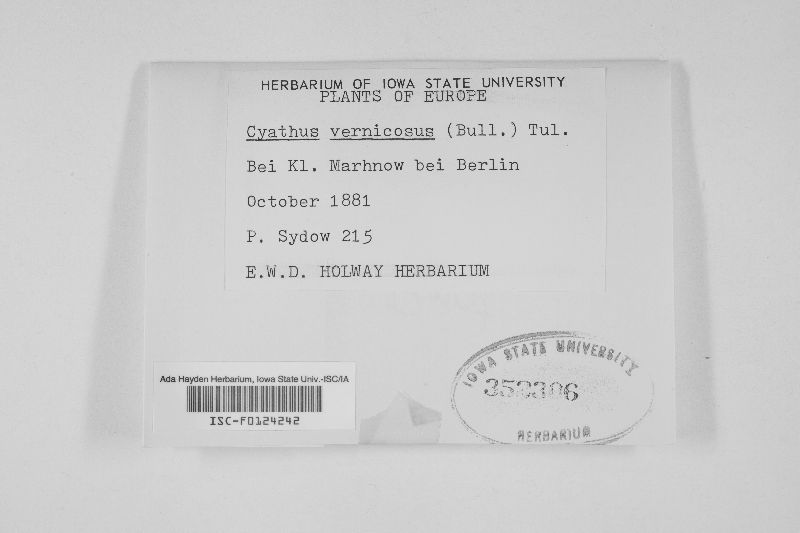 HERBARIUM OF IOWA STATE UNIVERSITY
PLANTS OF EUROPE
Cyathus vernicosus (Bull.) Tul.
Bei Kl. Marhnow bei Berlin
October 1881
P. Sydow 215
E.W.D. HOLWAY HERBARIUM
Ada Hayden Herbarium, Iowa State Univ.-ISC/IA
ISC-F0124242
IOWA STATE UNIVERSITY
HERBARIUM